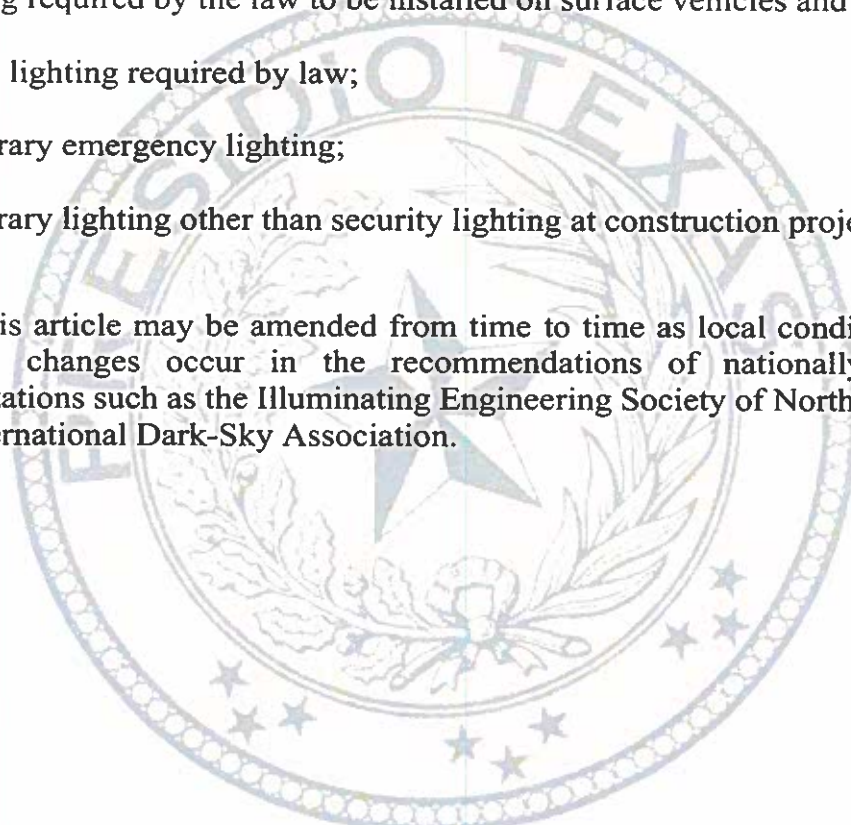 g required by the law to be installed on surface vehicles and
lighting required by law;
rary emergency lighting;
rary lighting other than security lighting at construction proje
is article may be amended from time to time as local condi
changes occur in the recommendations of nationally
ations such as the Illuminating Engineering Society of North
ernational Dark-Sky Association.
PRESIDIO TEXAS